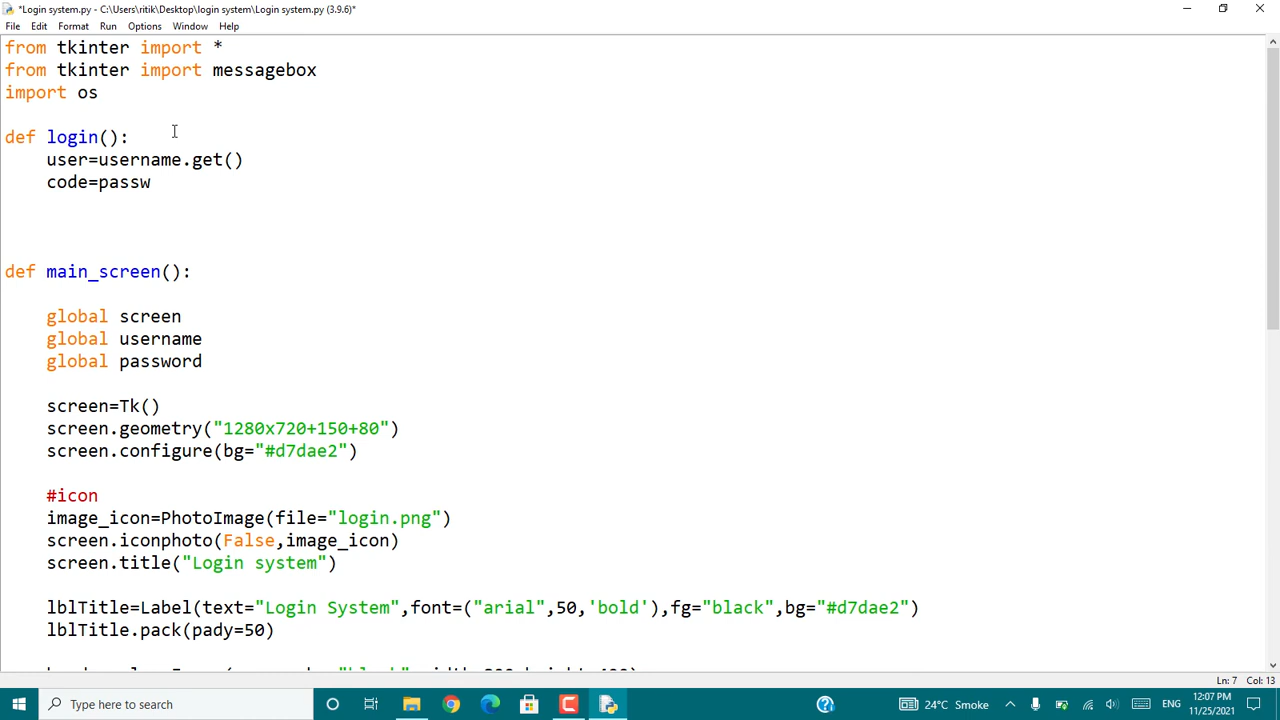 *Login system.py - C:\Users\ritik\Desktop\login system\Login system.py (3.9.6)*
File Edit Format Run Options Window Help
from tkinter import *
from tkinter import messagebox
import os
def login():
    user=username.get()
    code=passw
def main_screen():
    global screen
    global username
    global password
    screen=Tk()
    screen.geometry("1280x720+150+80")
    screen.configure(bg="#d7dae2")
    #icon
    image_icon=PhotoImage(file="login.png")
    screen.iconphoto(False,image_icon)
    screen.title("Login system")
    lblTitle=Label(text="Login System",font=("arial",50,'bold'),fg="black",bg="#d7dae2")
    lblTitle.pack(pady=50)
Ln: 7 Col: 13
Type here to search
24°C Smoke
ENG
12:07 PM
11/25/2021